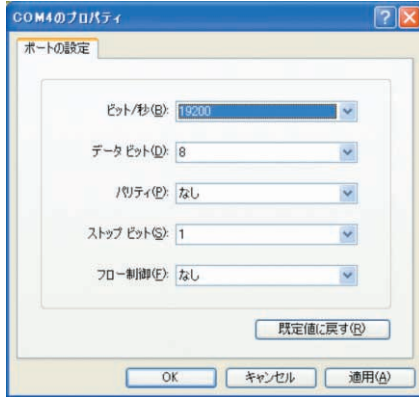 COM4のプロパティ
ポートの設定
ビット/秒(B): 19200
データ ビット(D): 8
パリティ(P): なし
ストップ ビット(S): 1
フロー制御(F): なし
既定値に戻す(R)
OK キャンセル 適用(A)